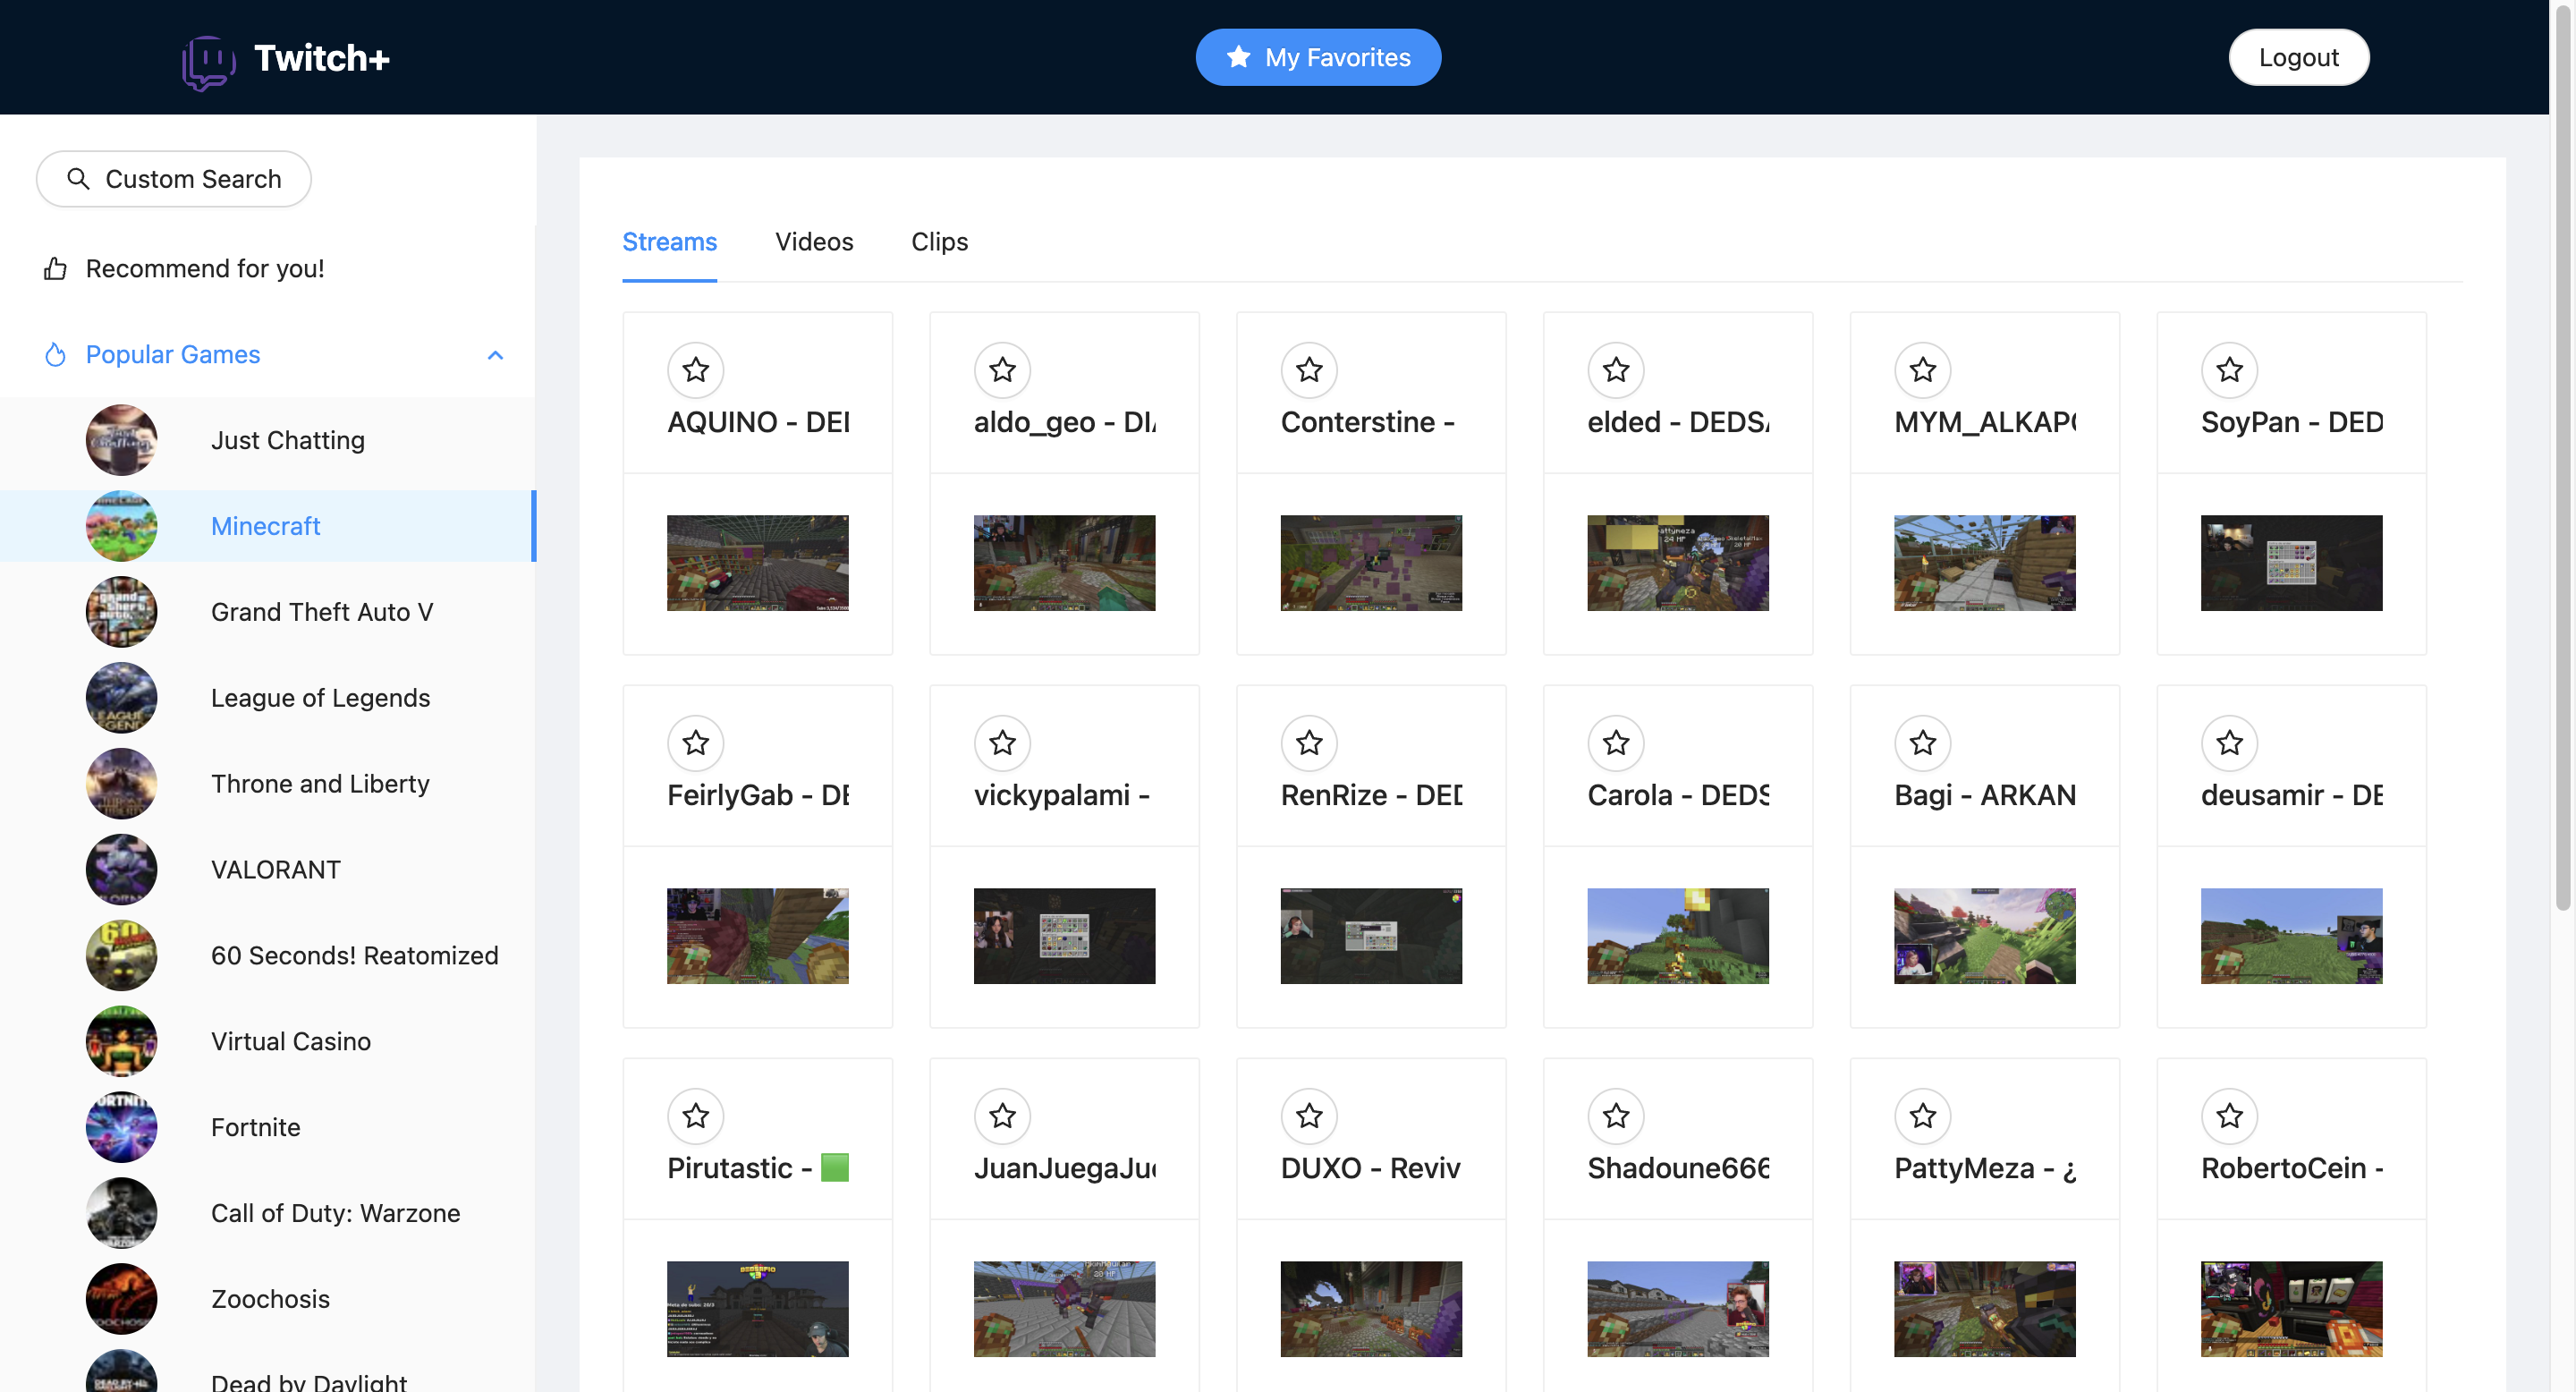 Twitch+
My Favorites
Logout
Custom Search
Recommend for you!
Popular Games
Just Chatting
Minecraft
Grand Theft Auto V
League of Legends
Throne and Liberty
VALORANT
60 Seconds! Reatomized
Virtual Casino
Fortnite
Call of Duty: Warzone
Zoochosis
Dead by Daylight
Streams
Videos
Clips
AQUINO - DE
aldo_geo - DI
Conterstine -
elded - DEDS
MYM_ALKAP
SoyPan - DED
FeirlyGab - DE
vickypalami -
RenRize - DED
Carola - DEDS
Bagi - ARKAN
deusamir - DE
Pirutastic - 🟩
JuanJuegaJu
DUXO - Reviv
Shadoune666
PattyMeza - ¿
RobertoCein -